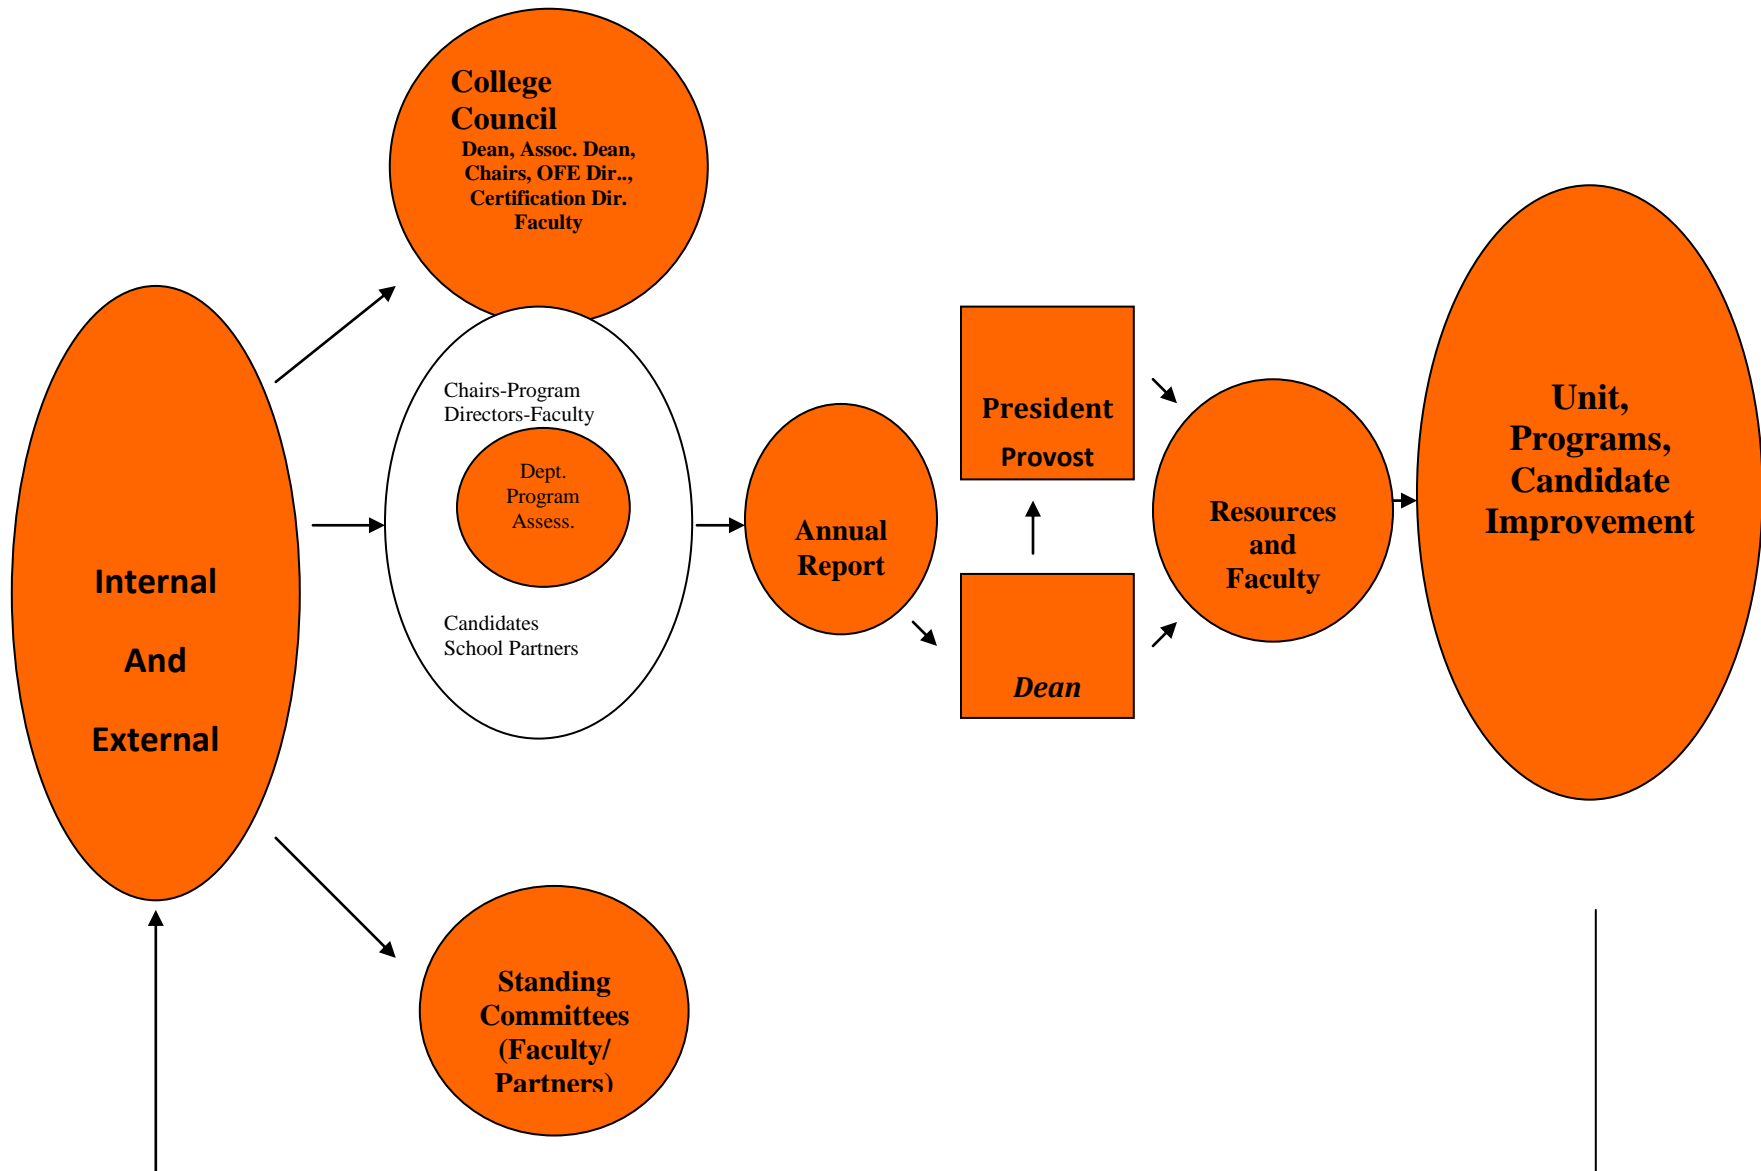 College
Council
Dean, Assoc. Dean,
Chairs, OFE Dir..,
Certification Dir.
Faculty
Internal
And
External
Chairs-Program
Directors-Faculty
Dept.
Program
Assess.
Candidates
School Partners
Annual
Report
President
Provost
Dean
Resources
and
Faculty
Unit,
Programs,
Candidate
Improvement
Standing
Committees
(Faculty/
Partners)